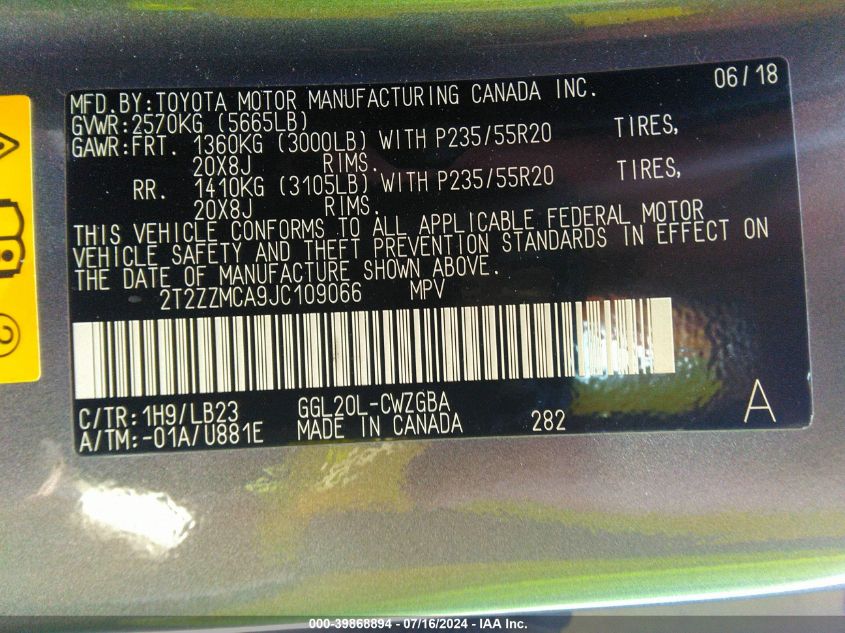 MFD.BY:TOYOTA MOTOR MANUFACTURING CANADA INC. 06/18
GVWR:2570KG (5665LB)
GAWR:FRT. 1360KG (3000LB) WITH P235/55R20 TIRES,
20X8J RIMS.
RR. 1410KG (3105LB) WITH P235/55R20 TIRES,
20X8J RIMS.
THIS VEHICLE CONFORMS TO ALL APPLICABLE FEDERAL MOTOR
VEHICLE SAFETY AND THEFT PREVENTION STANDARDS IN EFFECT ON
THE DATE OF MANUFACTURE SHOWN ABOVE.
2T2ZZMCA9JC109066 MPV
C/TR:1H9/LB23 GGL20L-CWZGBA
A/TM:-01A/U881E MADE IN CANADA 282 A
2
000-39868894 - 07/16/2024 - IAA Inc.